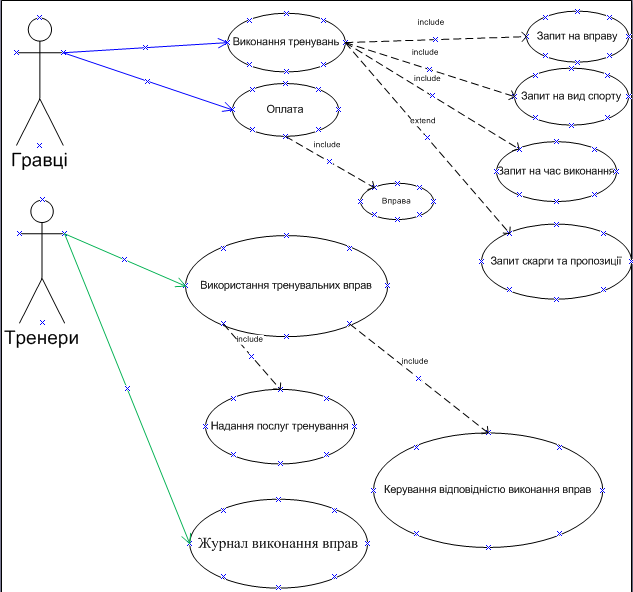 include
Виконання тренувань
Запит на вправу
include
include
Запит на вид спорту
Оплата
extend
include
Гравці
Запит на час виконання
Вправа
Запит скарги та пропозиції
Використання тренувальних вправ
Тренери
include
include
Надання послуг тренування
Керування відповідністю виконання вправ
Журнал виконання вправ